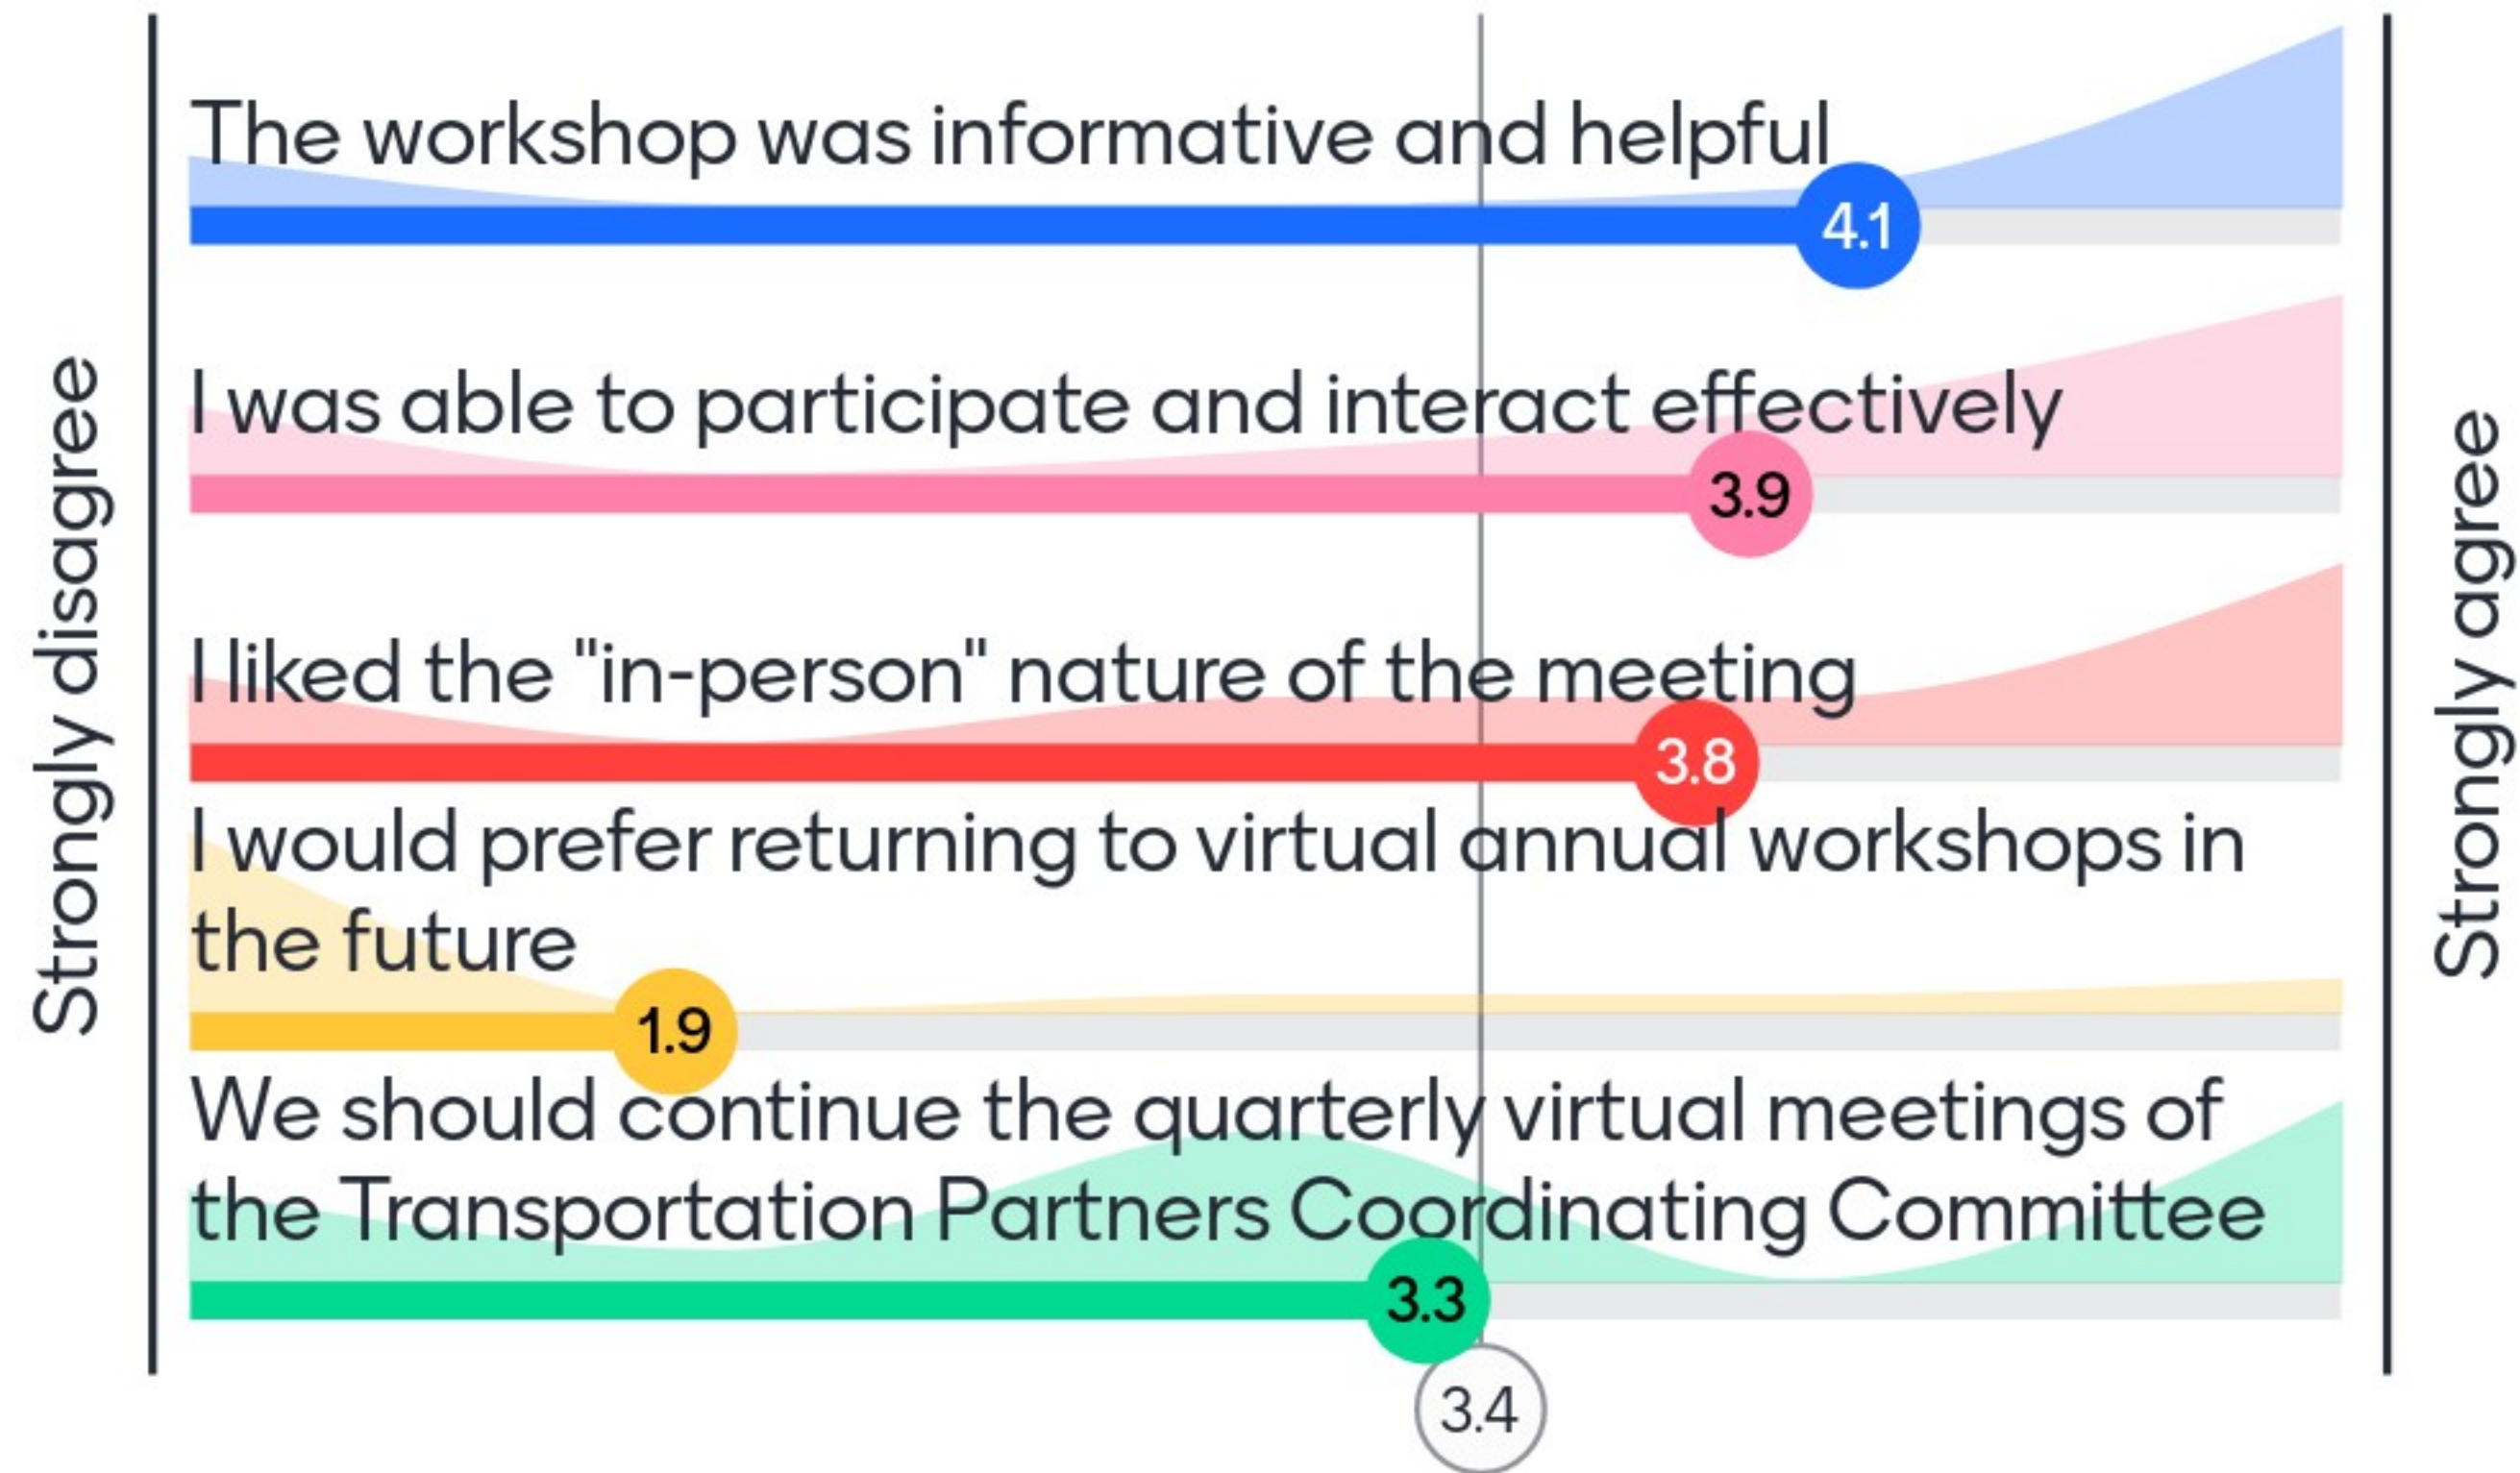 Strongly disagree
The workshop was informative and helpful
4.1
I was able to participate and interact effectively
3.9
I liked the "in-person" nature of the meeting
3.8
I would prefer returning to virtual annual workshops in
the future
1.9
We should continue the quarterly virtual meetings of
the Transportation Partners Coordinating Committee
3.3
3.4
Strongly agree